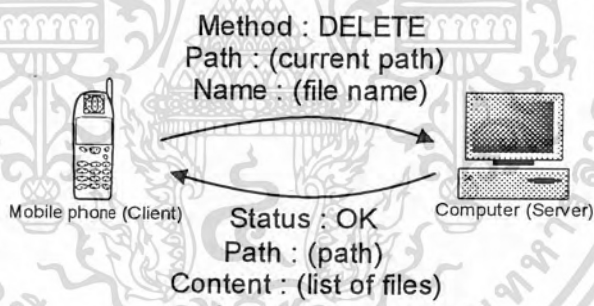 Method : DELETE
Path : (current path)
Name : (file name)
Mobile phone (Client)
Computer (Server)
Status : OK
Path : (path)
Content : (list of files)